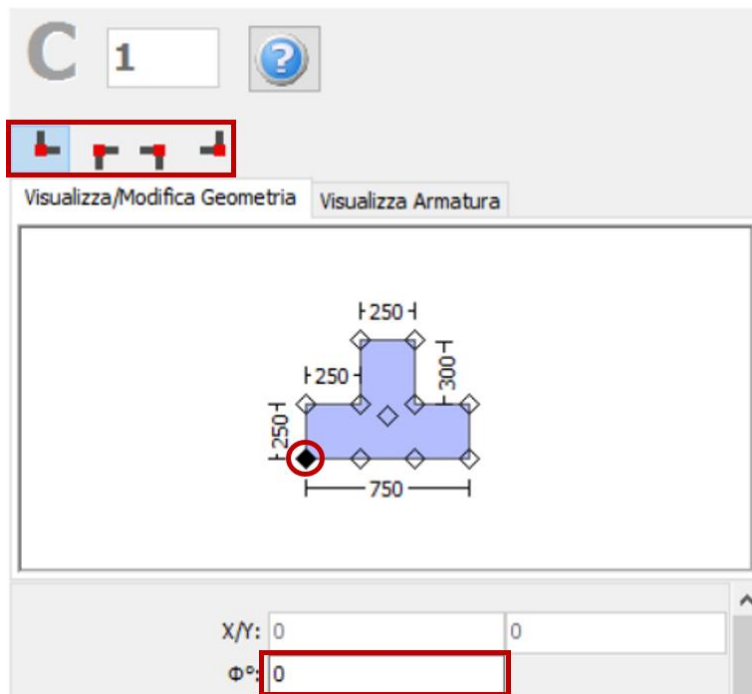 C 1 ?
Visualizza/Modifica Geometria Visualizza Armatura
250
250 300
250
750
X/Y: 0 0
Φ°: 0